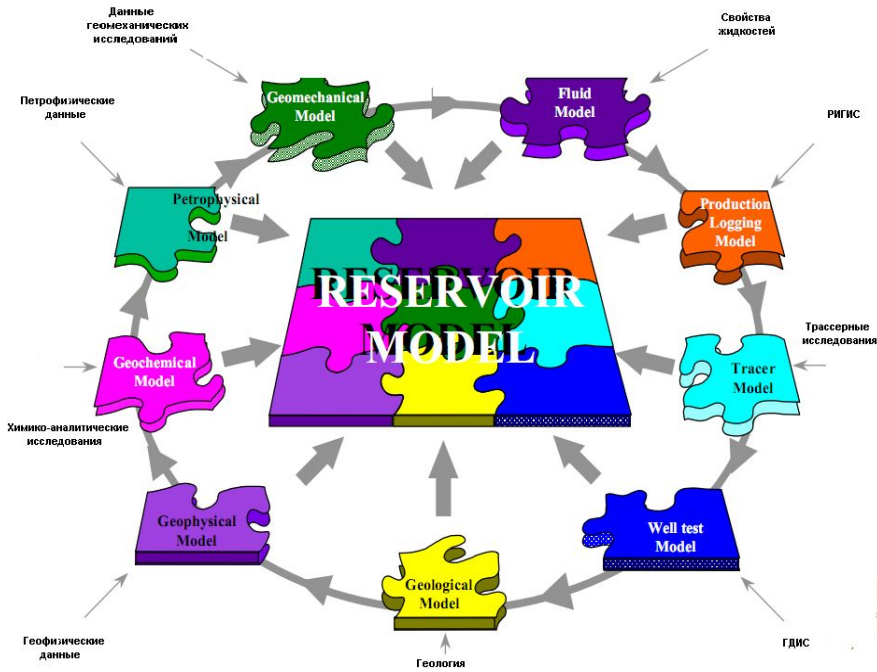 Данные
геомеханических
исследований
Свойства
жидкостей
Петрофизические
данные
Geomechanical
Model
Fluid
Model
РИГИС
Petrophysical
Model
Production
Logging
Model
RESERVOIR
MODEL
Трассерные
исследования
Geochemical
Model
Tracer
Model
Химико-аналитические
исследования
Geophysical
Model
Well test
Model
Geological
Model
Геофизические
данные
ГДИС
Геология